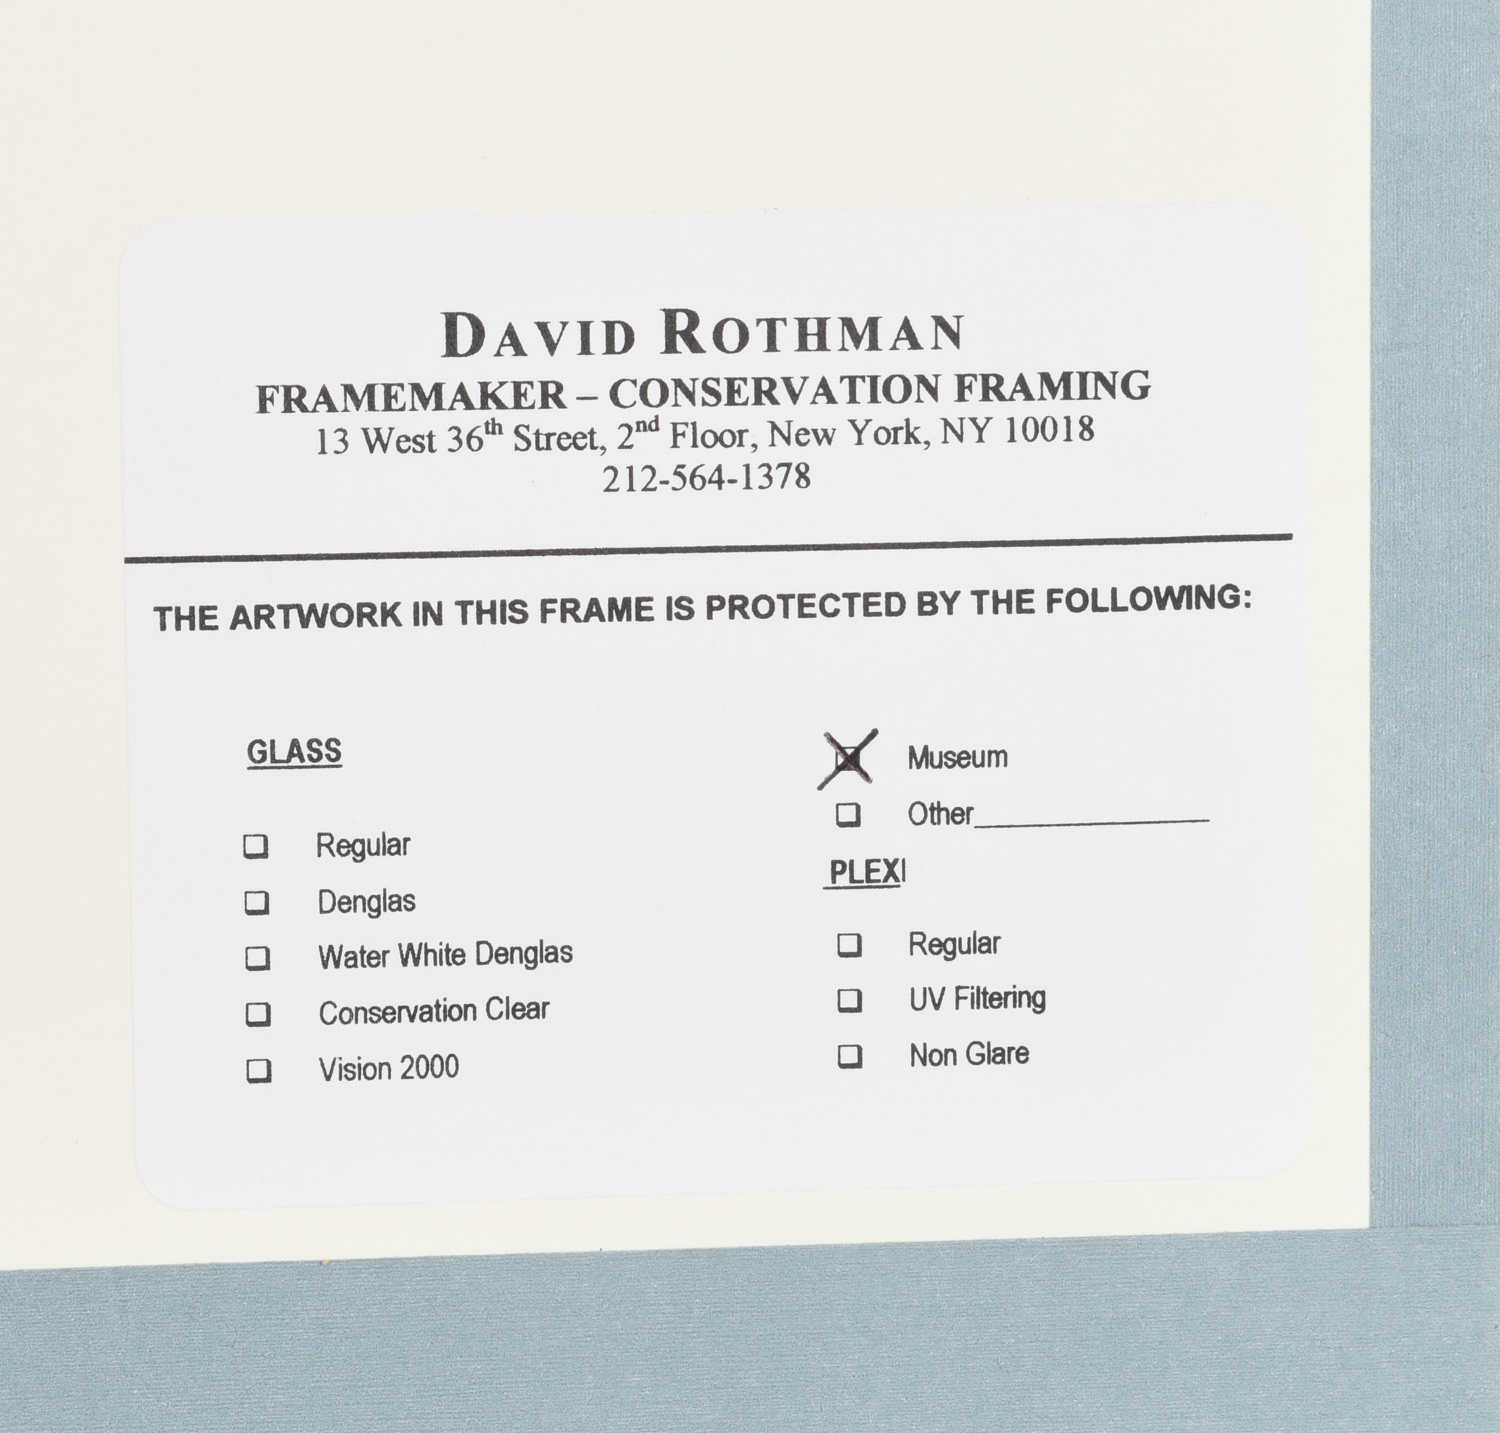 DAVID ROTHMAN
FRAMEMAKER – CONSERVATION FRAMING
13 West 36th Street, 2nd Floor, New York, NY 10018
212-564-1378
THE ARTWORK IN THIS FRAME IS PROTECTED BY THE FOLLOWING:
GLASS
❏ Regular
❏ Denglas
❏ Water White Denglas
❏ Conservation Clear
❏ Vision 2000
☒ Museum
❏ Other_______________
PLEXI
❏ Regular
❏ UV Filtering
❏ Non Glare